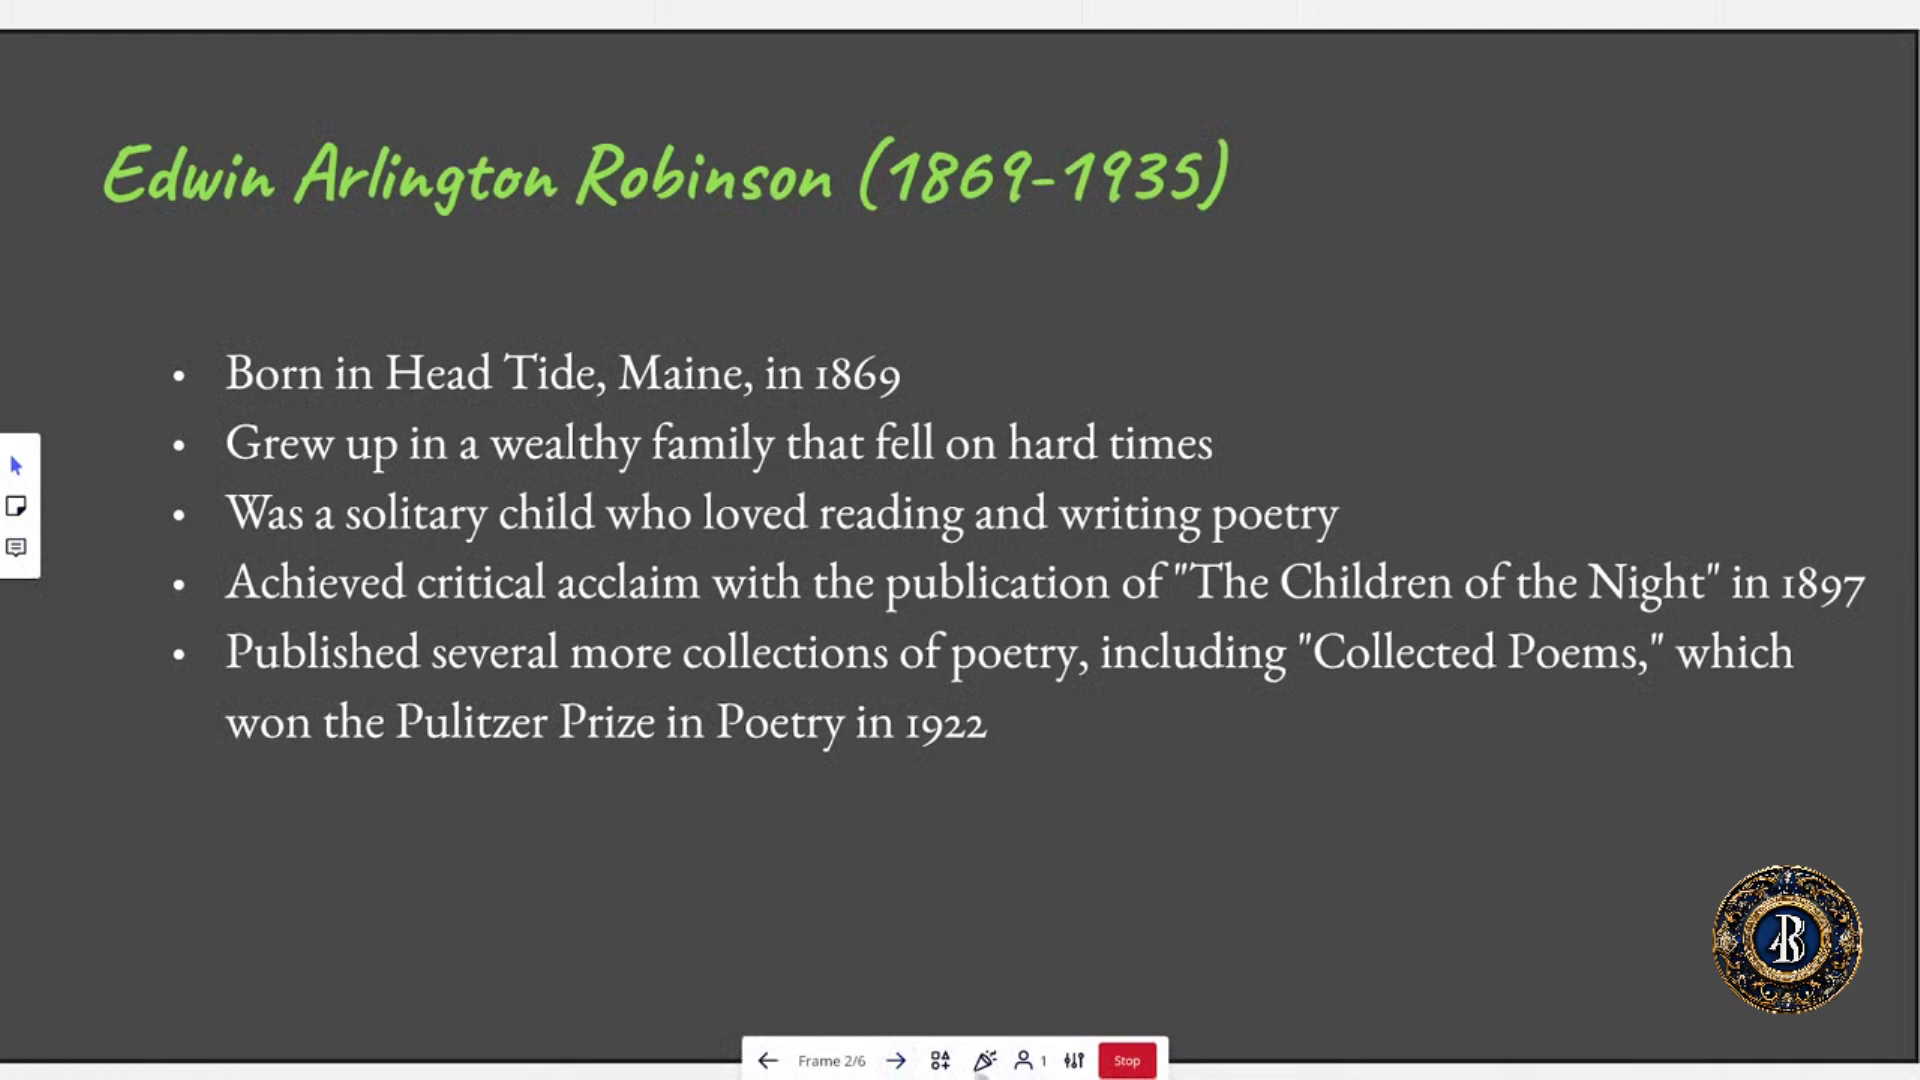 Edwin Arlington Robinson (1869-1935)
• Born in Head Tide, Maine, in 1869
• Grew up in a wealthy family that fell on hard times
• Was a solitary child who loved reading and writing poetry
• Achieved critical acclaim with the publication of "The Children of the Night" in 1897
• Published several more collections of poetry, including "Collected Poems," which
won the Pulitzer Prize in Poetry in 1922
Frame 2/6 1 Stop